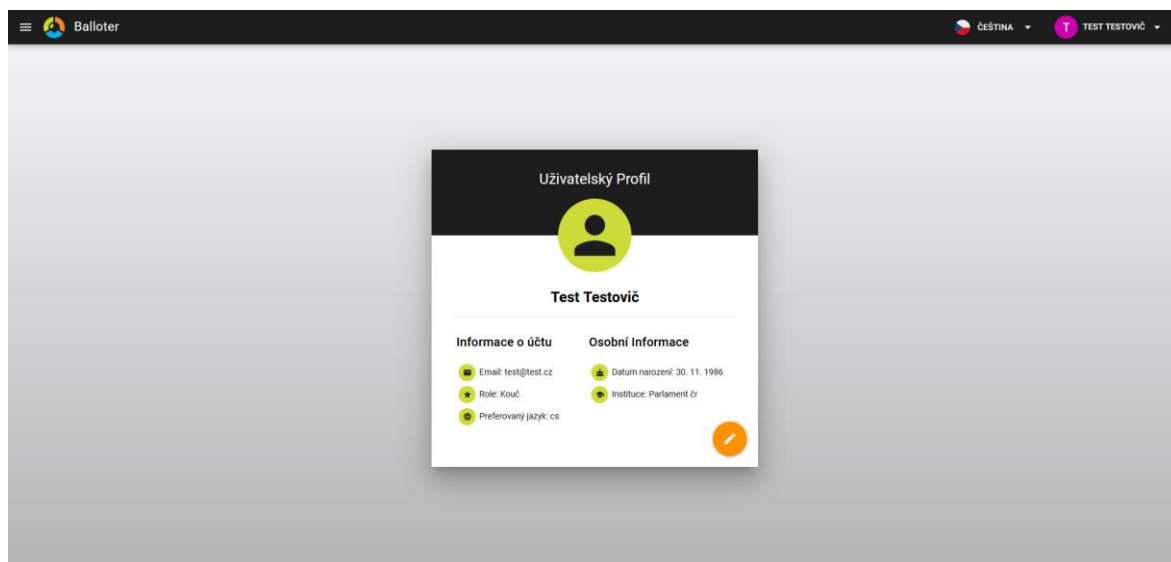 Balloter
ČEŠTINA
T
TEST TESTOVIČ
Uživatelský Profil
Test Testovič
Informace o účtu
Email: test@test.cz
Role: Kouč
Preferovaný jazyk: cs
Osobní Informace
Datum narození: 30. 11. 1986
Instituce: Parlament čr